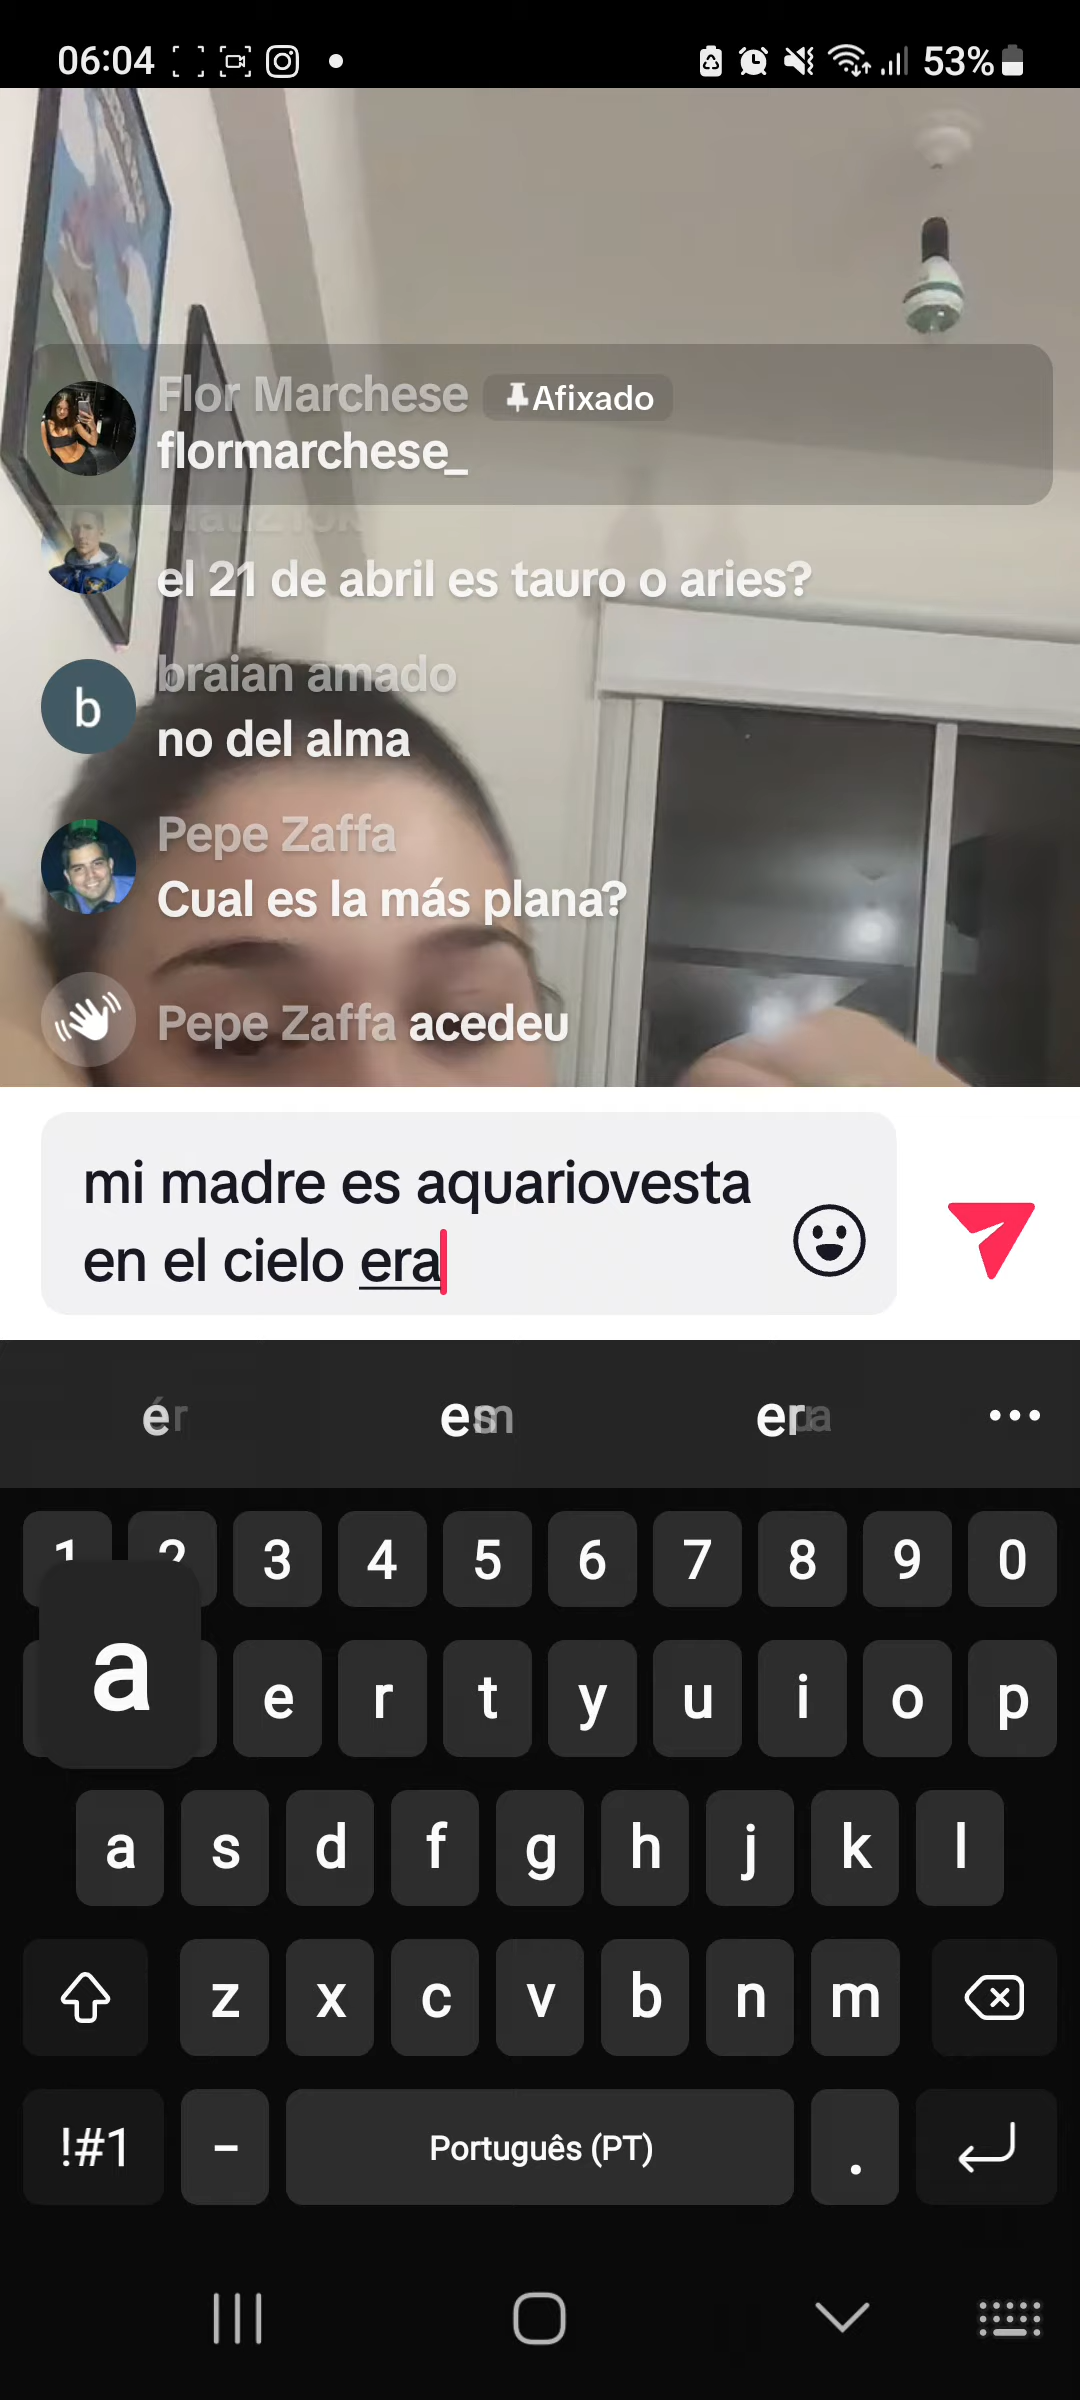 06:04
53%
Flor Marchese Afixado
flormarchese_
el 21 de abril es tauro o aries?
b
braian amado
no del alma
Pepe Zaffa
Cual es la más plana?
Pepe Zaffa acedeu
mi madre es aquariovesta
en el cielo era
1 2 3 4 5 6 7 8 9 0
a
e r t y u i o p
a s d f g h j k l
z x c v b n m
!#1 - Português (PT) .